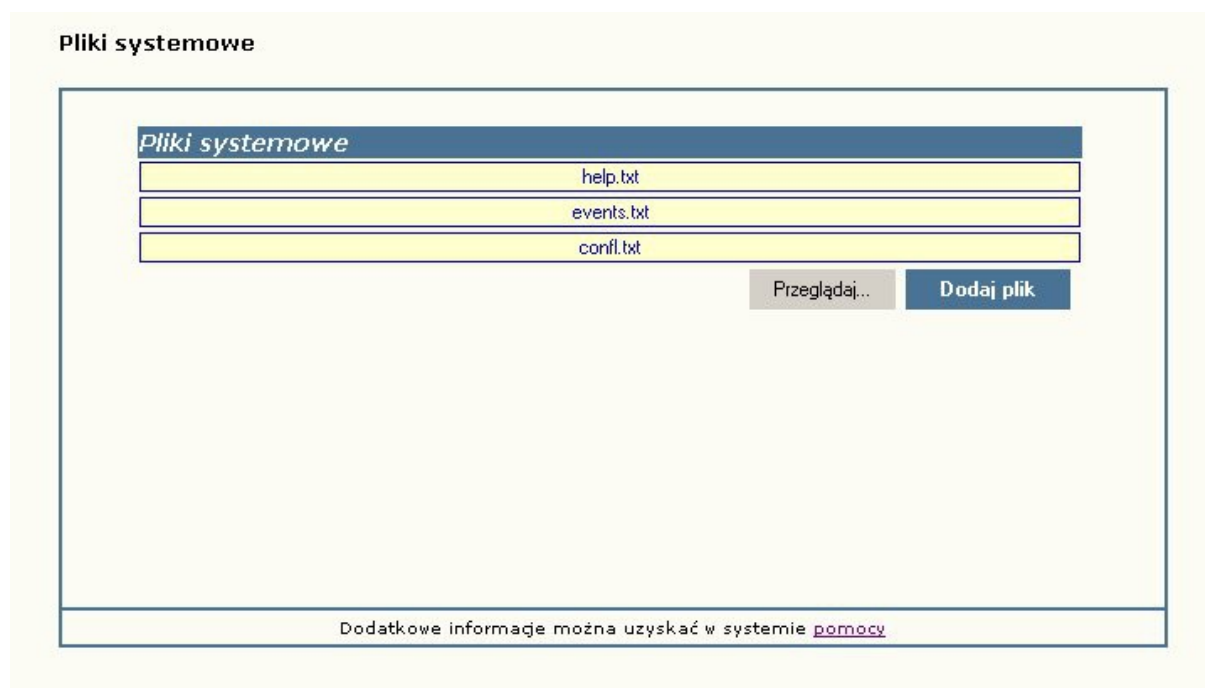 Pliki systemowe
Pliki systemowe
help.txt
events.txt
confl.txt
Przeglądaj... Dodaj plik
Dodatkowe informacje można uzyskać w systemie pomocy